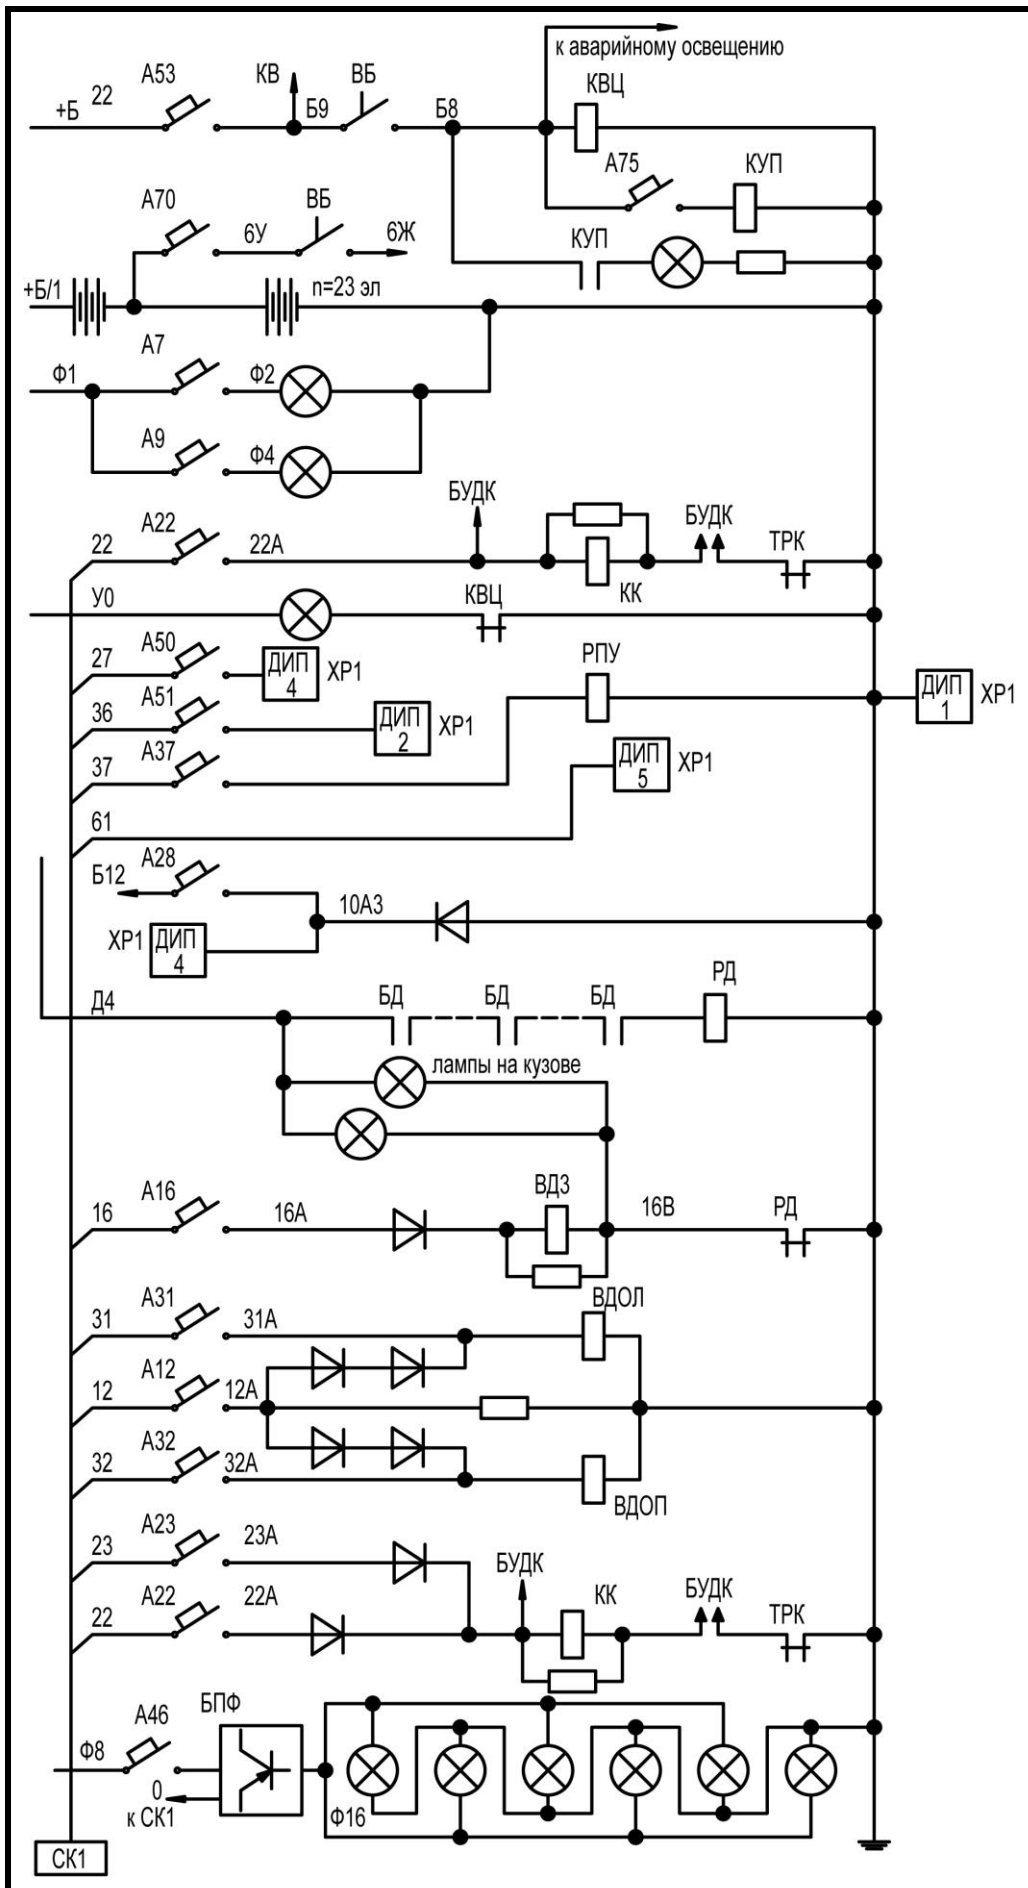 к аварийному освещению
+Б 22 А53 КВ Б9 ВБ Б8 КВЦ
А75 КУП
А70 6У ВБ 6Ж КУП
+Б/1 n=23 эл
Ф1 А7 Ф2
А9 Ф4
22 А22 22А БУДК КК БУДК ТРК
У0 КВЦ
27 А50 ДИП 4 ХР1 РПУ ДИП 1 ХР1
36 А51 ДИП 2 ХР1
37 А37 ДИП 5 ХР1
61
Б12 А28
10А3
ХР1 ДИП 4
Д4 БД БД БД РД
лампы на кузове
16 А16 16А ВД3 16В РД
31 А31 31А ВДОЛ
12 А12 12А
32 А32 32А ВДОП
23 А23 23А
22 А22 22А БУДК КК БУДК ТРК
Ф8 А46 БПФ
0
к СК1 Ф16
СК1